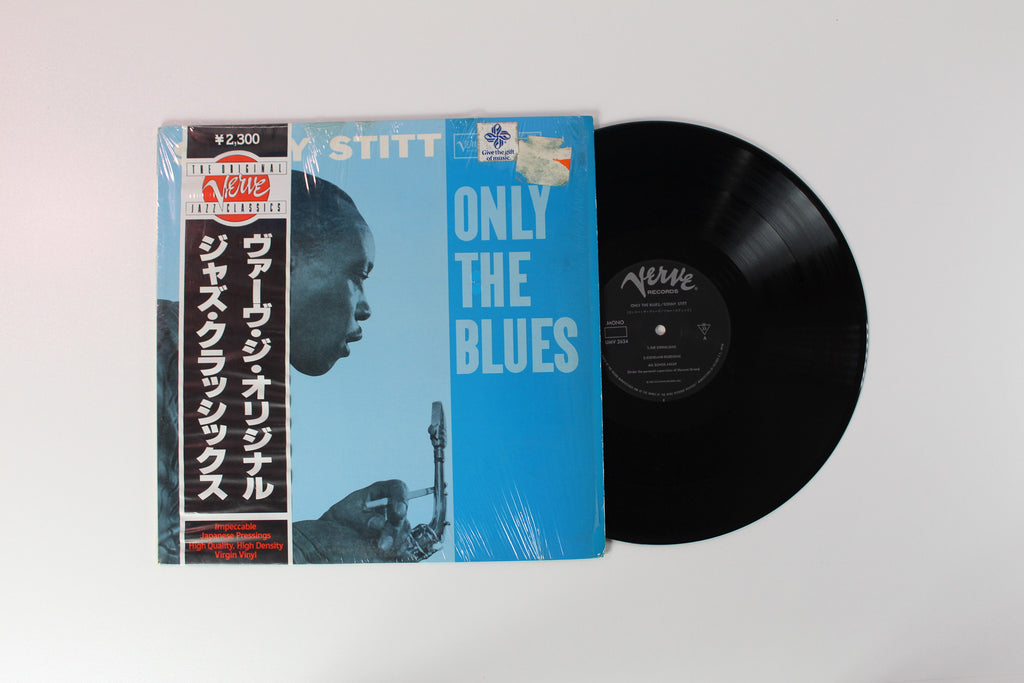 ¥2,300
THE ORIGINAL
Verve
JAZZ CLASSICS
ヴァーヴ・ジ・オリジナル
ジャズ・クラシックス
Impeccable
Japanese Pressings
High Quality, High Density
Virgin Vinyl
Y STITT
Give the gift
of music.
ONLY
THE
BLUES
Verve
RECORDS
ONLY THE BLUES/SONNY STITT
MONO
UMV 2634
A